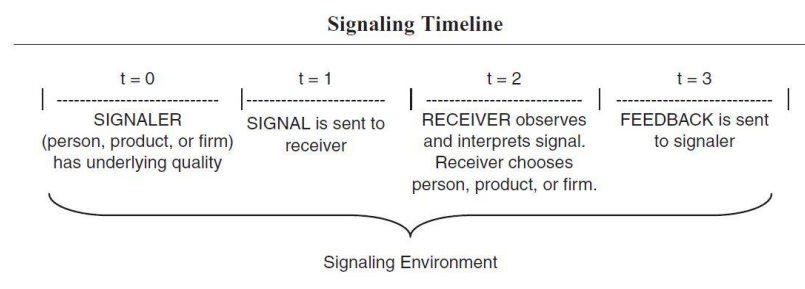 Signaling Timeline
t = 0
t = 1
t = 2
t = 3
SIGNALER
(person, product, or firm)
has underlying quality
SIGNAL is sent to
receiver
RECEIVER observes
and interprets signal.
Receiver chooses
person, product, or firm.
FEEDBACK is sent
to signaler
Signaling Environment